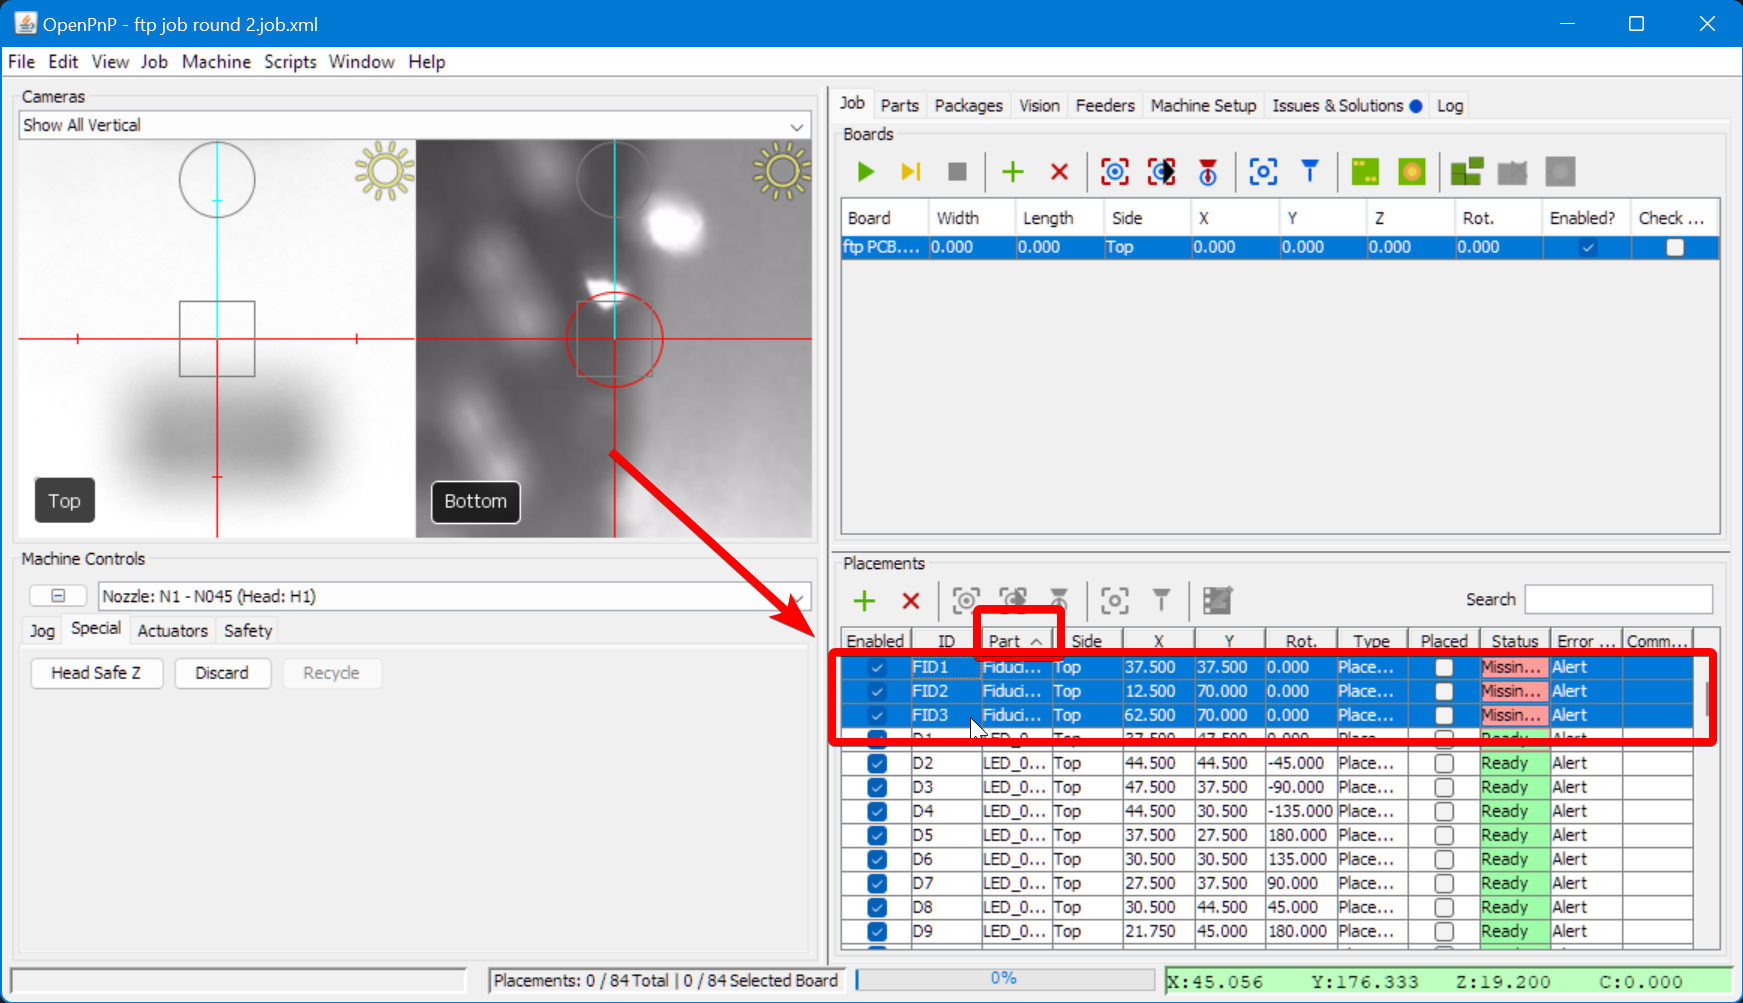 OpenPnP - ftp job round 2.job.xml
File Edit View Job Machine Scripts Window Help
Cameras
Show All Vertical
Top
Bottom
Machine Controls
Nozzle: N1 - N045 (Head: H1)
Jog Special Actuators Safety
Head Safe Z Discard Recycle
Job Parts Packages Vision Feeders Machine Setup Issues & Solutions Log
Boards
Board Width Length Side X Y Z Rot. Enabled? Check ...
ftp PCB.... 0.000 0.000 Top 0.000 0.000 0.000 0.000
Placements
Search
Enabled ID Part Side X Y Rot. Type Placed Status Error ... Comm...
FID1 Fiduci... Top 37.500 37.500 0.000 Place... Missin... Alert
FID2 Fiduci... Top 12.500 70.000 0.000 Place... Missin... Alert
FID3 Fiduci... Top 62.500 70.000 0.000 Place... Missin... Alert
D1 LED_0... Top 37.500 47.500 0.000 Place... Ready Alert
D2 LED_0... Top 44.500 44.500 -45.000 Place... Ready Alert
D3 LED_0... Top 47.500 37.500 -90.000 Place... Ready Alert
D4 LED_0... Top 44.500 30.500 -135.000 Place... Ready Alert
D5 LED_0... Top 37.500 27.500 180.000 Place... Ready Alert
D6 LED_0... Top 30.500 30.500 135.000 Place... Ready Alert
D7 LED_0... Top 27.500 37.500 90.000 Place... Ready Alert
D8 LED_0... Top 30.500 44.500 45.000 Place... Ready Alert
D9 LED_0... Top 21.750 45.000 180.000 Place... Ready Alert
Placements: 0 / 84 Total | 0 / 84 Selected Board
0%
X:45.056 Y:176.333 Z:19.200 C:0.000